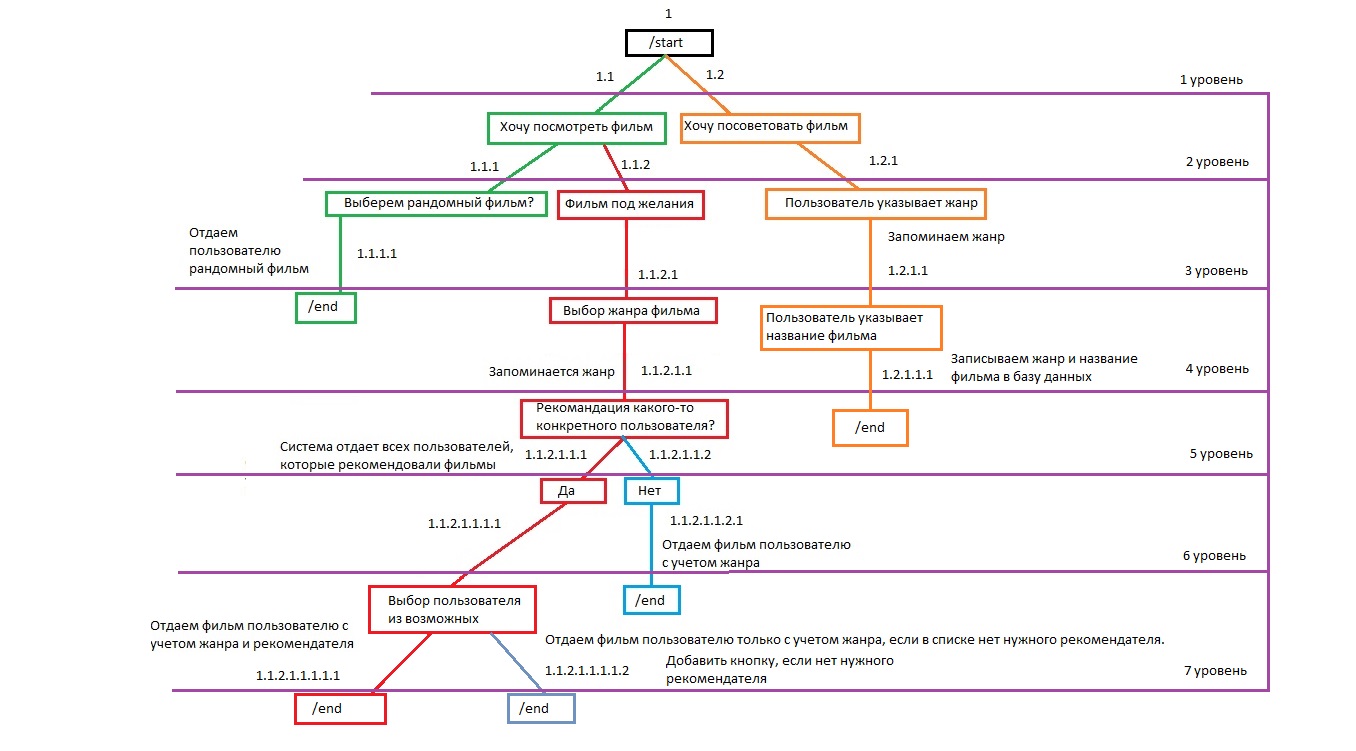 1
/start
1.1
1.2
1 уровень
Хочу посмотреть фильм
Хочу посоветовать фильм
1.1.1
1.1.2
1.2.1
2 уровень
Выберем рандомный фильм?
Фильм под желания
Пользователь указывает жанр
Отдаем
пользователю
рандомный фильм
1.1.1.1
1.1.2.1
Запоминаем жанр
1.2.1.1
3 уровень
/end
Выбор жанра фильма
Пользователь указывает
название фильма
Запоминается жанр
1.1.2.1.1
1.2.1.1.1
Записываем жанр и название
фильма в базу данных
4 уровень
Рекомандация какого-то
конкретного пользователя?
/end
Система отдает всех пользователей,
которые рекомендовали фильмы
1.1.2.1.1.1
1.1.2.1.1.2
5 уровень
Да
Нет
1.1.2.1.1.1.1
1.1.2.1.1.2.1
Отдаем фильм пользователю
с учетом жанра
6 уровень
Выбор пользователя
из возможных
/end
Отдаем фильм пользователю с
учетом жанра и рекомендателя
Отдаем фильм пользователю только с учетом жанра, если в списке нет нужного рекомендателя.
1.1.2.1.1.1.1.1
1.1.2.1.1.1.1.2
Добавить кнопку, если нет нужного
рекомендателя
7 уровень
/end
/end